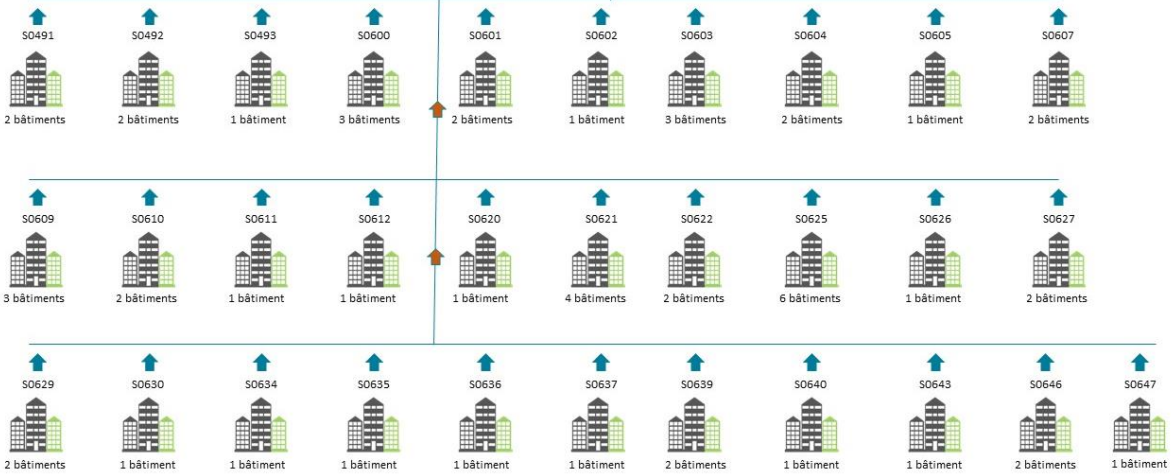 S0491 S0492 S0493 S0600 S0601 S0602 S0603 S0604 S0605 S0607
2 bâtiments 2 bâtiments 1 bâtiment 3 bâtiments 2 bâtiments 1 bâtiment 3 bâtiments 2 bâtiments 1 bâtiment 2 bâtiments
S0609 S0610 S0611 S0612 S0620 S0621 S0622 S0625 S0626 S0627
3 bâtiments 2 bâtiments 1 bâtiment 1 bâtiment 1 bâtiment 4 bâtiments 2 bâtiments 6 bâtiments 1 bâtiment 2 bâtiments
S0629 S0630 S0634 S0635 S0636 S0637 S0639 S0640 S0643 S0646 S0647
2 bâtiments 1 bâtiment 1 bâtiment 1 bâtiment 1 bâtiment 1 bâtiment 2 bâtiments 1 bâtiment 1 bâtiment 2 bâtiments 1 bâtiment